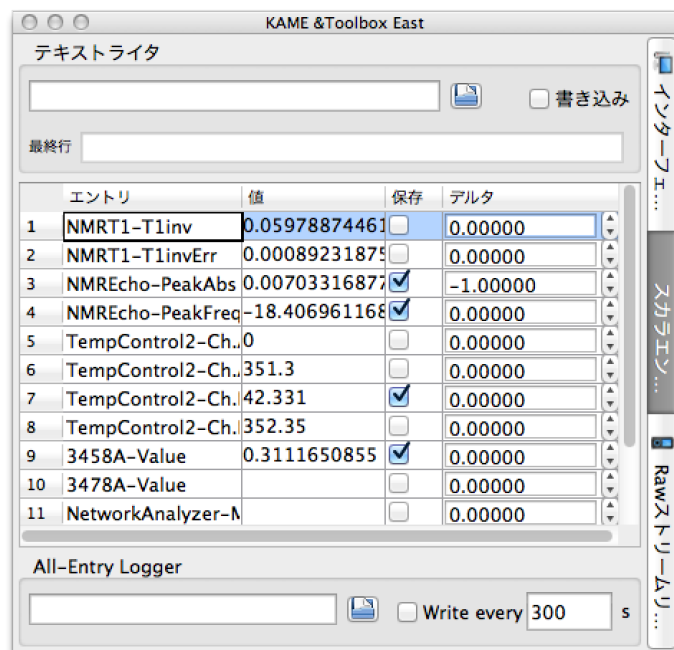 KAME &Toolbox East
テキストライタ
書き込み
最終行
エントリ 値 保存 デルタ
1 NMRT1-T1inv 0.05978874461 0.00000
2 NMRT1-T1invErr 0.00089231875 0.00000
3 NMREcho-PeakAbs 0.00703316877 -1.00000
4 NMREcho-PeakFreq -18.406961168 0.00000
5 TempControl2-Ch. 0 0.00000
6 TempControl2-Ch. 351.3 0.00000
7 TempControl2-Ch. 42.331 0.00000
8 TempControl2-Ch. 352.35 0.00000
9 3458A-Value 0.3111650855 0.00000
10 3478A-Value 0.00000
11 NetworkAnalyzer-M 0.00000
All-Entry Logger
Write every 300 s
インターフェ...
スカラエン...
Rawストリームリ...